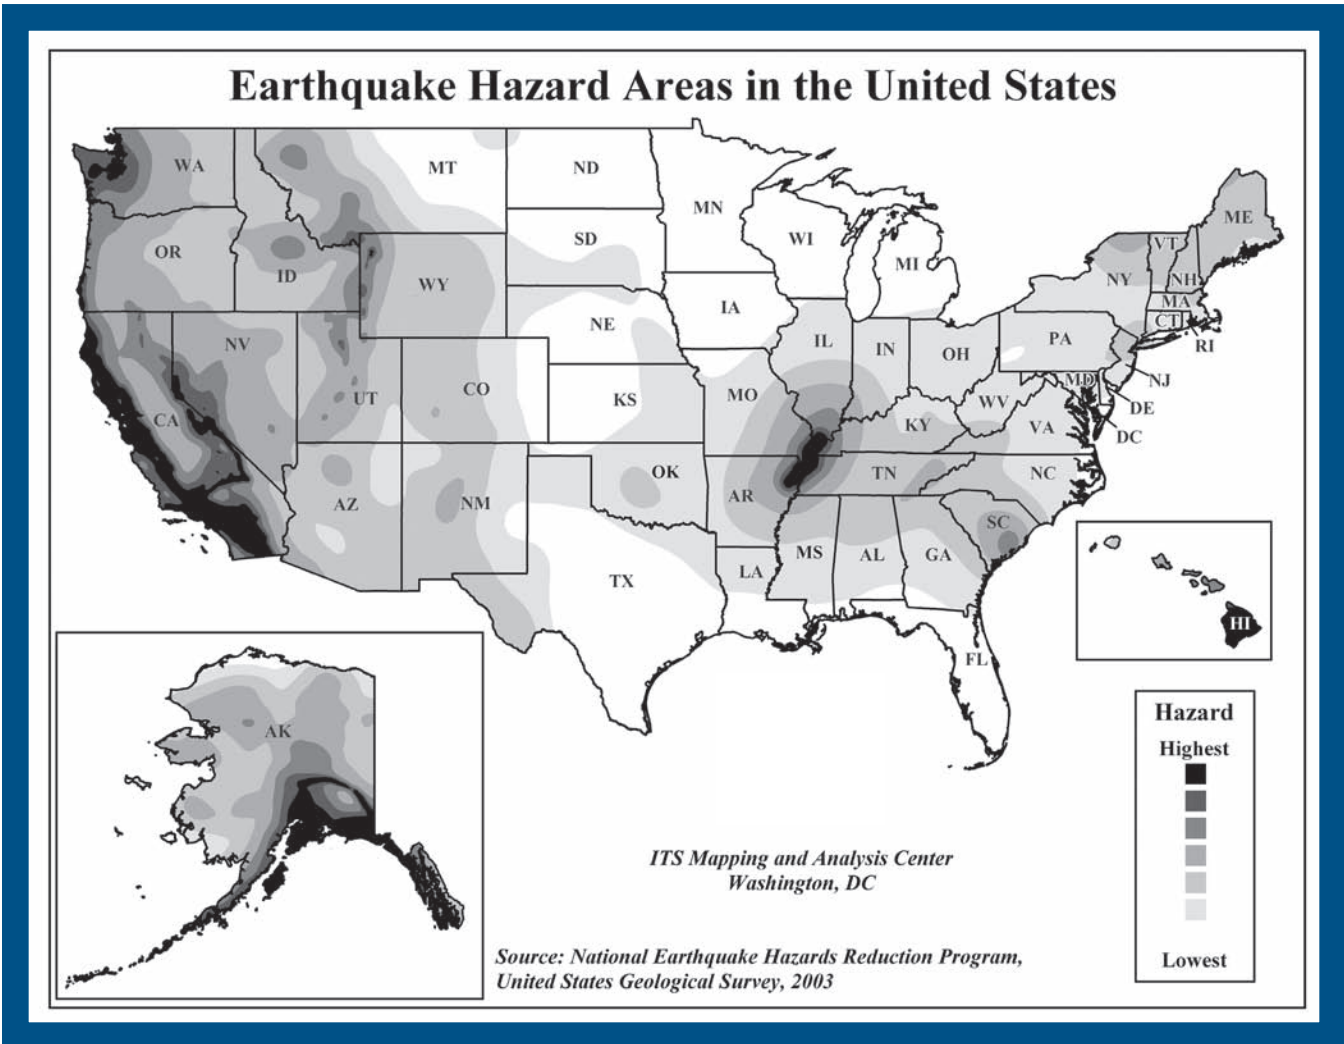 Earthquake Hazard Areas in the United States
WA
MT
ND
MN
ME
OR
ID
WY
SD
WI
MI
VT
NH
NY
MA
CT
RI
NV
UT
CO
NE
IA
IL
IN
OH
PA
NJ
CA
KS
MO
KY
WV
MD
DE
DC
VA
AZ
NM
OK
AR
TN
NC
TX
LA
MS
AL
GA
SC
FL
HI
AK
Hazard
Highest
Lowest
ITS Mapping and Analysis Center
Washington, DC
Source: National Earthquake Hazards Reduction Program,
United States Geological Survey, 2003